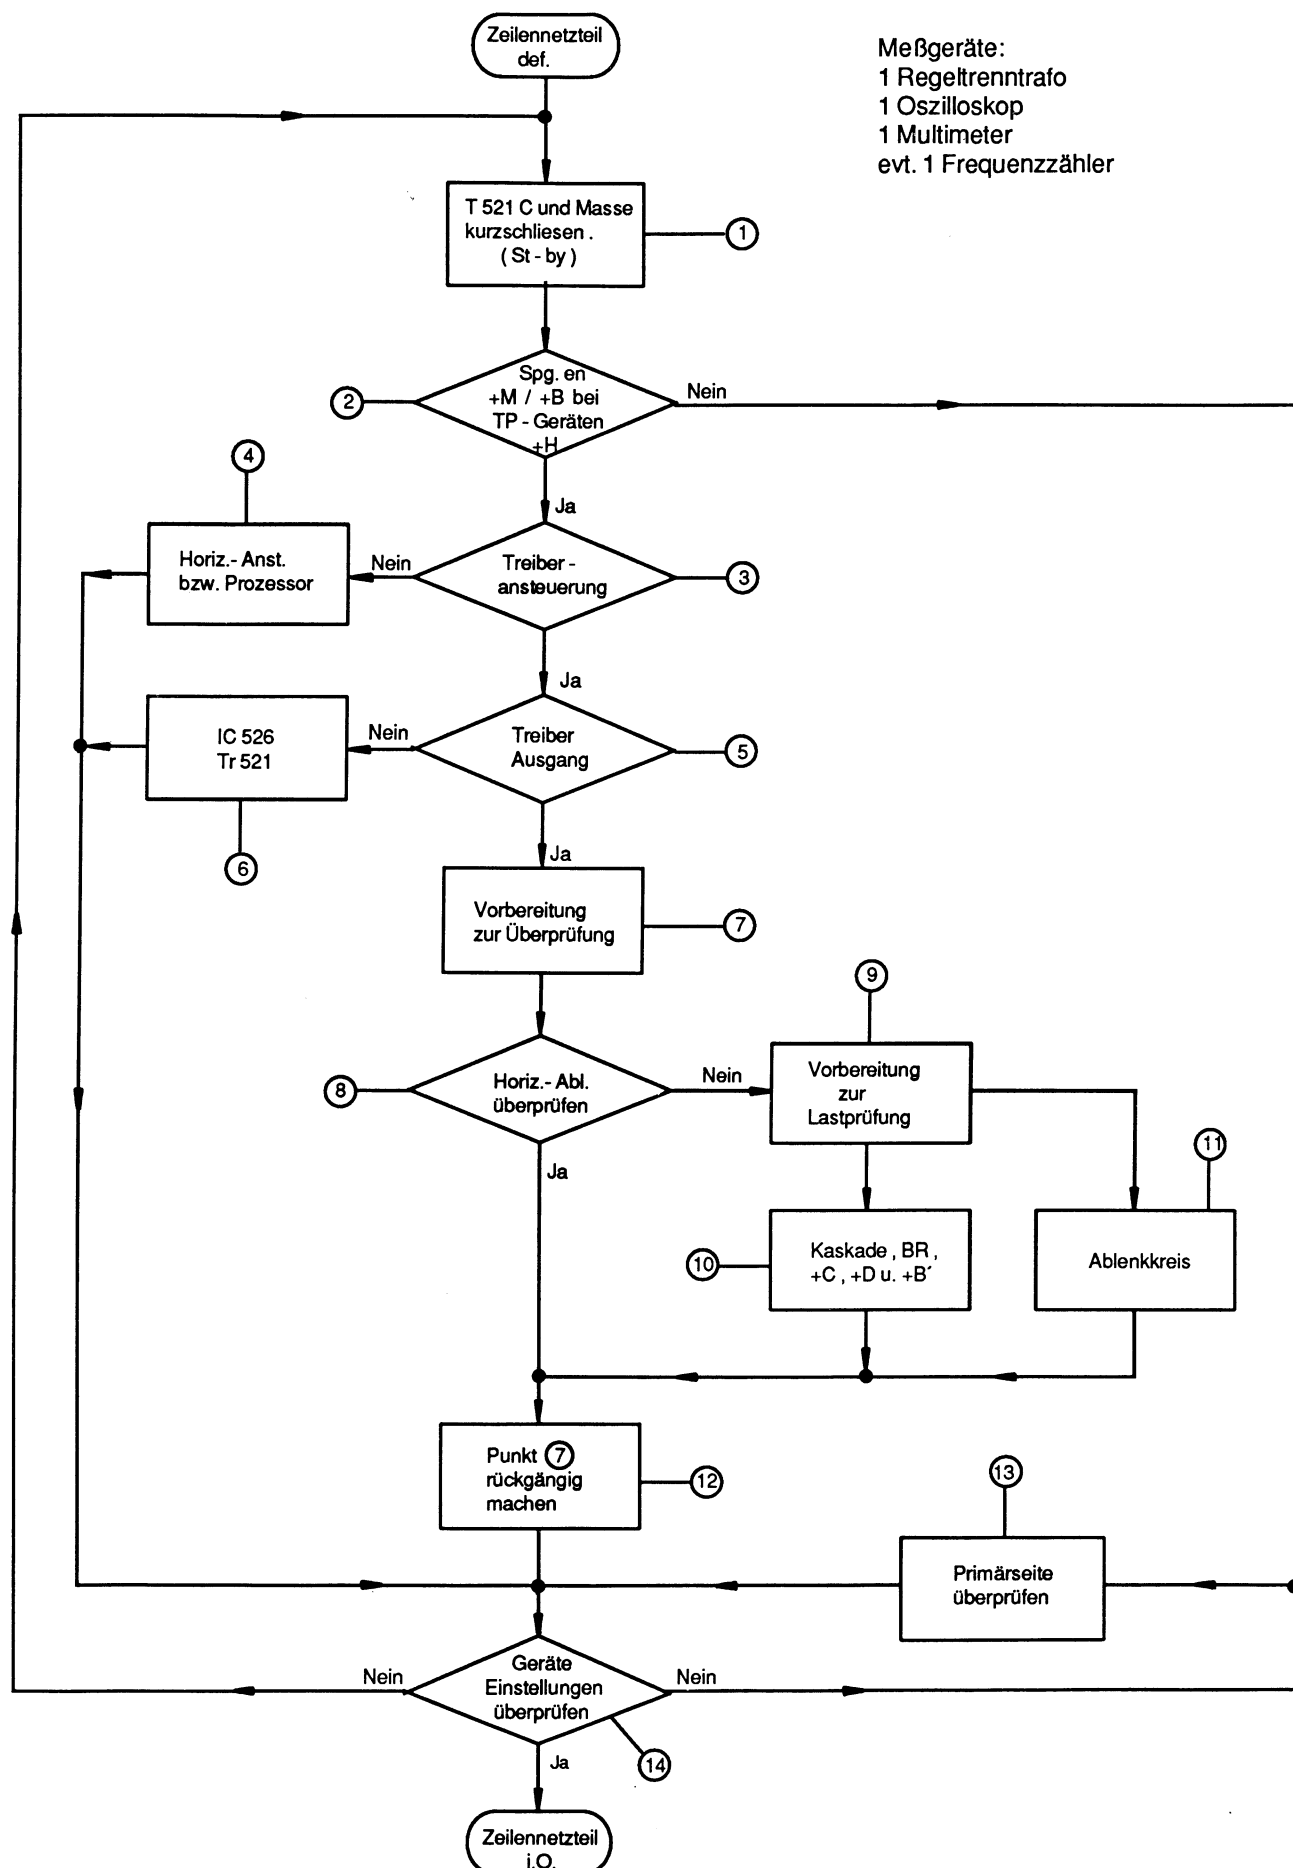 Zeilennetzteil
def.
Meßgeräte:
1 Regeltrenntrafo
1 Oszilloskop
1 Multimeter
evt. 1 Frequenzzähler
T 521 C und Masse
kurzschliesen .
( St - by )
1
Spg. en
+M / +B bei
TP - Geräten
+H
2
Nein
Ja
4
Horiz.- Anst.
bzw. Prozessor
Nein
Treiber -
ansteuerung
3
Ja
IC 526
Tr 521
Nein
Treiber
Ausgang
5
6
Ja
Vorbereitung
zur Überprüfung
7
8
Horiz.- Abl.
überprüfen
Nein
Ja
9
Vorbereitung
zur
Lastprüfung
11
10
Kaskade , BR ,
+C , +D u. +B´
Ablenkkreis
Punkt 7
rückgängig
machen
12
13
Primärseite
überprüfen
Nein
Geräte
Einstellungen
überprüfen
Nein
14
Ja
Zeilennetzteil
i.O.